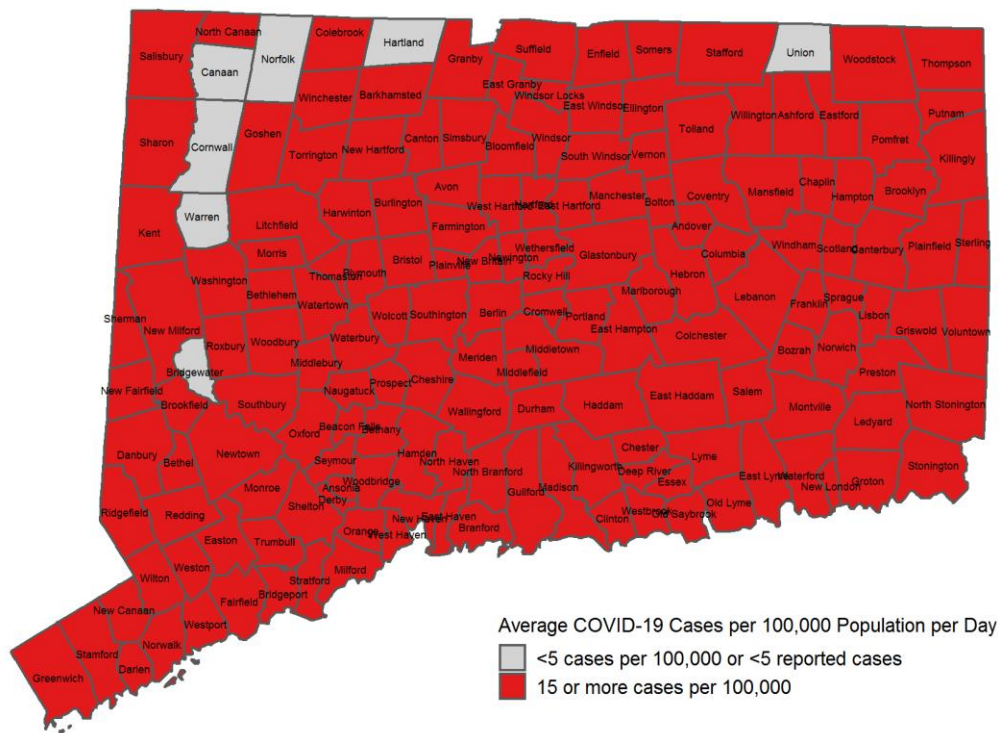 North Canaan
Colebrook
Hartland
Salisbury
Canaan
Norfolk
Granby
Suffield
Enfield
Somers
Stafford
Union
Woodstock
Thompson
East Granby
Windsor Locks
Winchester
Barkhamsted
East Windsor
Ellington
Willington
Ashford
Eastford
Putnam
Sharon
Cornwall
Goshen
Torrington
New Hartford
Canton
Simsbury
Bloomfield
Windsor
South Windsor
Vernon
Tolland
Pomfret
Killingly
Avon
Manchester
Bolton
Coventry
Mansfield
Chaplin
Hampton
Brooklyn
Kent
Warren
Litchfield
Harwinton
Burlington
West Hartford
Hartford
East Hartford
Farmington
Andover
Morris
Bristol
Plainville
New Britain
Newington
Wethersfield
Glastonbury
Columbia
Windham
Scotland
Canterbury
Plainfield
Sterling
Washington
Bethlehem
Thomaston
Plymouth
Rocky Hill
Hebron
Marlborough
Lebanon
Franklin
Sprague
Lisbon
Griswold
Voluntown
Sherman
New Milford
Roxbury
Woodbury
Watertown
Waterbury
Wolcott
Southington
Berlin
Cromwell
Portland
East Hampton
Colchester
Bozrah
Norwich
Bridgewater
Middlebury
Meriden
Middletown
Middlefield
Preston
New Fairfield
Brookfield
Southbury
Naugatuck
Prospect
Cheshire
Wallingford
Durham
Haddam
East Haddam
Salem
Montville
North Stonington
Ledyard
Danbury
Bethel
Newtown
Oxford
Beacon Falls
Bethany
Hamden
North Haven
North Branford
Killingworth
Chester
Deep River
Essex
Lyme
East Lyme
Waterford
New London
Groton
Stonington
Seymour
Woodbridge
Ansonia
Derby
Guilford
Madison
Ridgefield
Redding
Monroe
Shelton
Clinton
Westbrook
Old Saybrook
Old Lyme
Easton
Trumbull
Orange
West Haven
New Haven
East Haven
Branford
Wilton
Weston
Fairfield
Bridgeport
Stratford
Milford
New Canaan
Westport
Norwalk
Greenwich
Stamford
Darien
Average COVID-19 Cases per 100,000 Population per Day
<5 cases per 100,000 or <5 reported cases
15 or more cases per 100,000